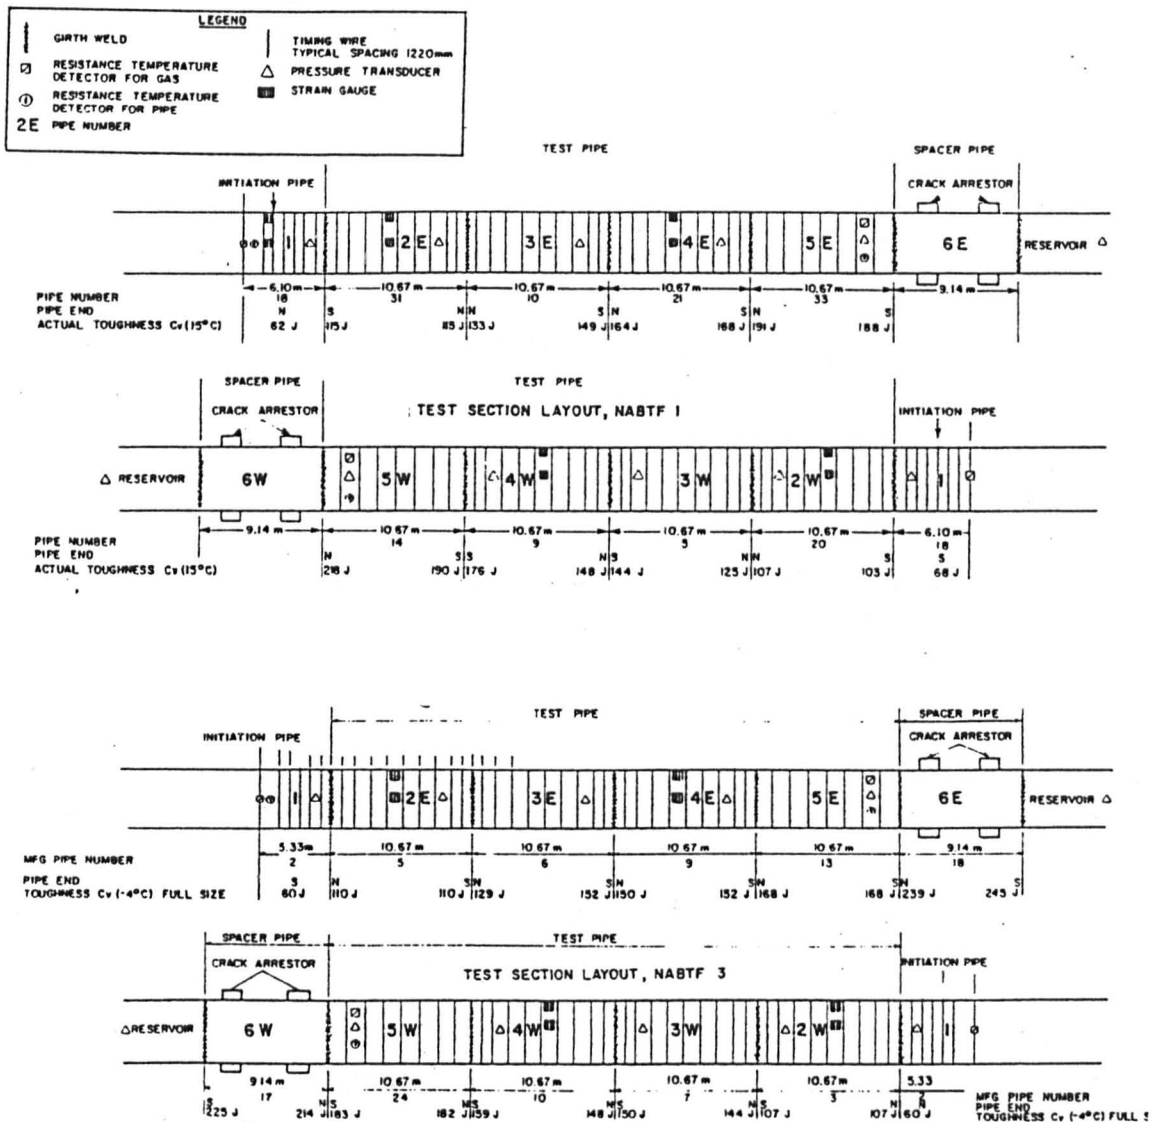 LEGEND
GIRTH WELD
TIMING WIRE
TYPICAL SPACING 1220mm
RESISTANCE TEMPERATURE
DETECTOR FOR GAS
PRESSURE TRANSDUCER
RESISTANCE TEMPERATURE
DETECTOR FOR PIPE
STRAIN GAUGE
2E PIPE NUMBER
TEST PIPE
SPACER PIPE
INITIATION PIPE
CRACK ARRESTOR
1 2E 3E 4E 5E 6E RESERVOIR
6.10 m 10.67 m 10.67 m 10.67 m 10.67 m 9.14 m
PIPE NUMBER 18 31 10 21 33
PIPE END N S N N S N S N S
ACTUAL TOUGHNESS Cv (15°C) 62 J 115 J 115 J 133 J 149 J 164 J 168 J 191 J 188 J
SPACER PIPE TEST PIPE
CRACK ARRESTOR TEST SECTION LAYOUT, NABTF 1 INITIATION PIPE
RESERVOIR 6W 5W 4W 3W 2W 1
9.14 m 10.67 m 10.67 m 10.67 m 10.67 m 6.10 m
PIPE NUMBER 14 9 5 20 18
PIPE END N S S N S N N S S
ACTUAL TOUGHNESS Cv (15°C) 218 J 190 J 176 J 148 J 144 J 125 J 107 J 103 J 68 J
TEST PIPE SPACER PIPE
INITIATION PIPE CRACK ARRESTOR
1 2E 3E 4E 5E 6E RESERVOIR
5.33m 10.67 m 10.67 m 10.67 m 10.67 m 9.14 m
MFG PIPE NUMBER 2 5 6 9 13 18
PIPE END S N S N S N S N S N S
TOUGHNESS Cv (-4°C) FULL SIZE 60 J 110 J 110 J 129 J 152 J 150 J 152 J 168 J 168 J 239 J 245 J
SPACER PIPE TEST PIPE
CRACK ARRESTOR TEST SECTION LAYOUT, NABTF 3 INITIATION PIPE
RESERVOIR 6W 5W 4W 3W 2W 1
9.14 m 10.67 m 10.67 m 10.67 m 10.67 m 5.33
17 24 10 7 3 2 MFG PIPE NUMBER
S N S N S N S N S N N PIPE END
225 J 214 J 183 J 182 J 159 J 148 J 150 J 144 J 107 J 107 J 60 J TOUGHNESS Cv (-4°C) FULL